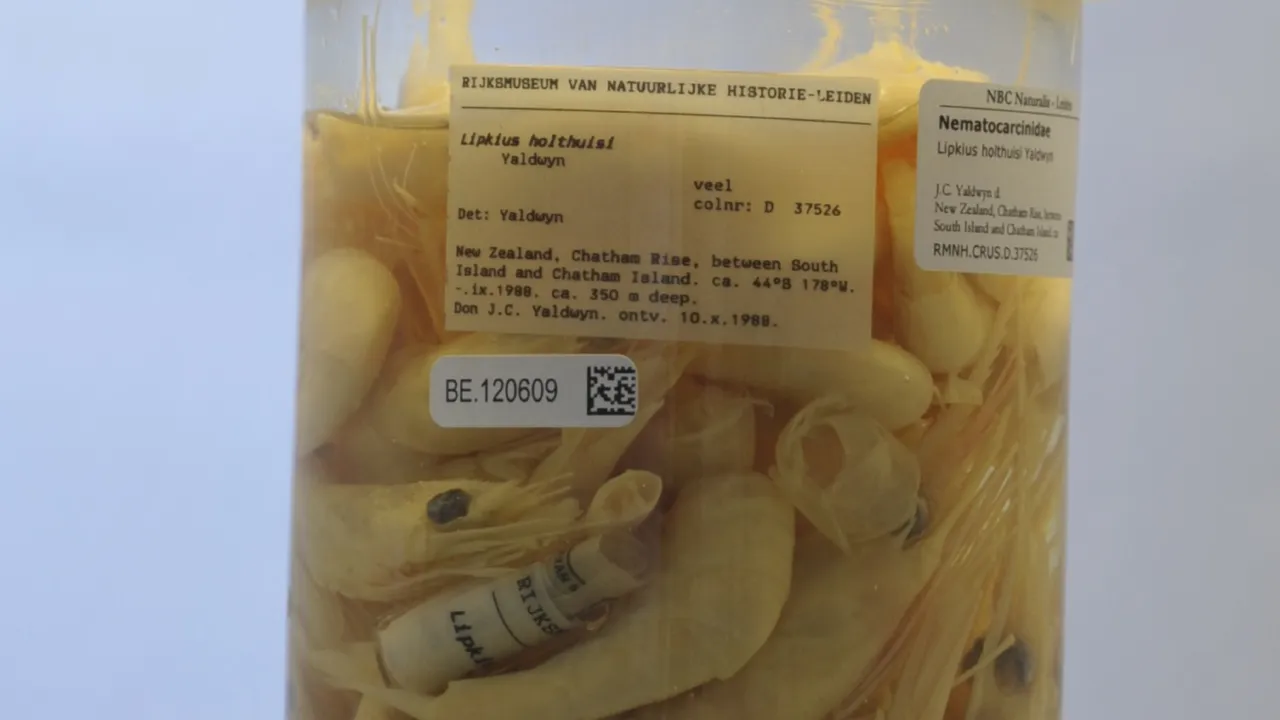 RIJKSMUSEUM VAN NATUURLIJKE HISTORIE-LEIDEN
Lipkius holthuisi
Yaldwyn
veel
colnr: D 37526
Det: Yaldwyn
New Zealand, Chatham Rise, between South
Island and Chatham Island. ca. 44°S 178°W.
-.ix.1988. ca. 350 m deep.
Don J.C. Yaldwyn. ontv. 10.x.1988.
NBC Naturalis -
Nematocarcinidae
Lipkius holthuisi Yaldwyn
J.C. Yaldwyn d.
New Zealand, Chatham Rise,
South Island and Chatham Island, ca
RMNH.CRUS.D.37526
BE.120609
RIJKS
Lipki